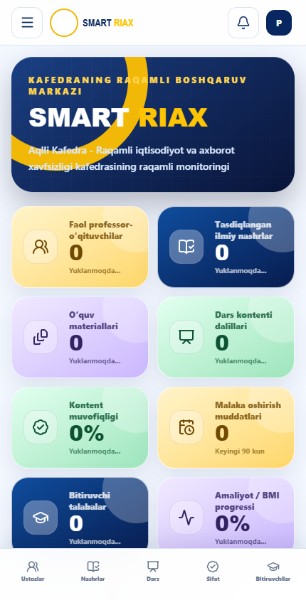 SMART RIAX
P
KAFEDRANING RAQAMLI BOSHQARUV
MARKAZI
SMART RIAX
Aqlli Kafedra - Raqamli iqtisodiyot va axborot
xavfsizligi kafedrasining raqamli monitoringi
Faol professor-
o'qituvchilar
0
Yuklanmoqda...
Tasdiqlangan
ilmiy nashrlar
0
Yuklanmoqda...
O'quv
materiallari
0
Yuklanmoqda...
Dars kontenti
dalillari
0
Yuklanmoqda...
Kontent
muvofiqligi
0%
Yuklanmoqda...
Malaka oshirish
muddatlari
0
Keyingi 90 kun
Bitiruvchi
talabalar
0
Yuklanmoqda...
Amaliyot / BMI
progressi
0%
Yuklanmoqda...
Ustozlar
Nashrlar
Dars
Sifat
Bitiruvchilar